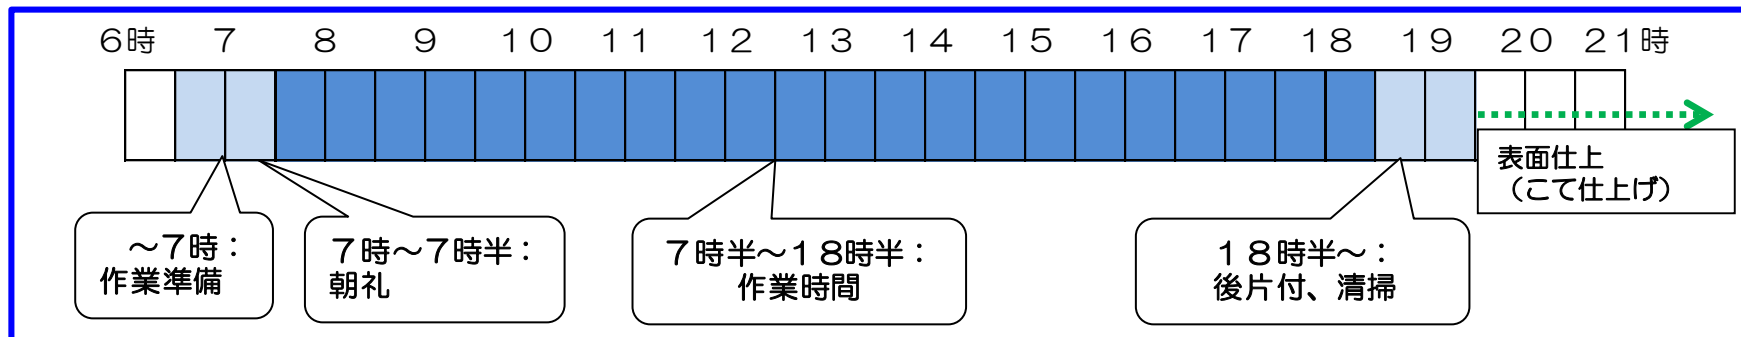 ６時 ７ ８ ９ １０ １１ １２ １３ １４ １５ １６ １７ １８ １９ ２０ ２１時
表面仕上
（こて仕上げ）
～７時：
作業準備
７時～７時半：
朝礼
７時半～１８時半：
作業時間
１８時半～：
後片付、清掃